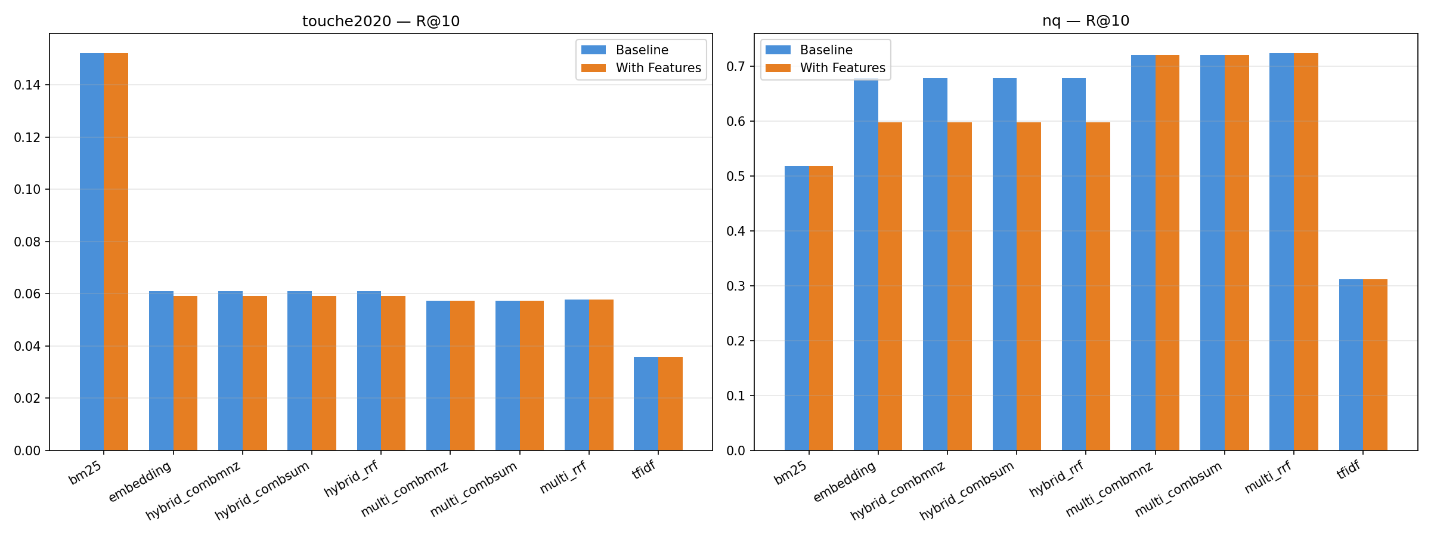 touche2020 — R@10
Baseline
With Features
0.14
0.12
0.10
0.08
0.06
0.04
0.02
0.00
bm25
embedding
hybrid_combmnz
hybrid_combsum
hybrid_rrf
multi_combmnz
multi_combsum
multi_rrf
tfidf
nq — R@10
Baseline
With Features
0.7
0.6
0.5
0.4
0.3
0.2
0.1
0.0
bm25
embedding
hybrid_combmnz
hybrid_combsum
hybrid_rrf
multi_combmnz
multi_combsum
multi_rrf
tfidf